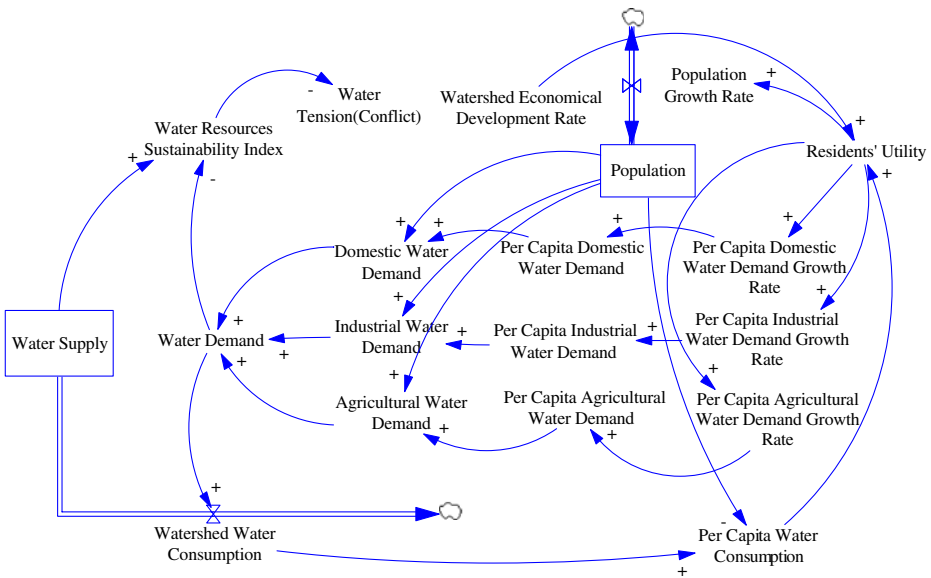 Water
Tension(Conflict)
Water Resources
Sustainability Index
Watershed Economical
Development Rate
Population
Growth Rate
Residents' Utility
Population
Domestic Water
Demand
Per Capita Domestic
Water Demand
Per Capita Domestic
Water Demand Growth
Rate
Water Supply
Water Demand
Industrial Water
Demand
Per Capita Industrial
Water Demand
Per Capita Industrial
Water Demand Growth
Rate
Agricultural Water
Demand
Per Capita Agricultural
Water Demand
Per Capita Agricultural
Water Demand Growth
Rate
Watershed Water
Consumption
Per Capita Water
Consumption